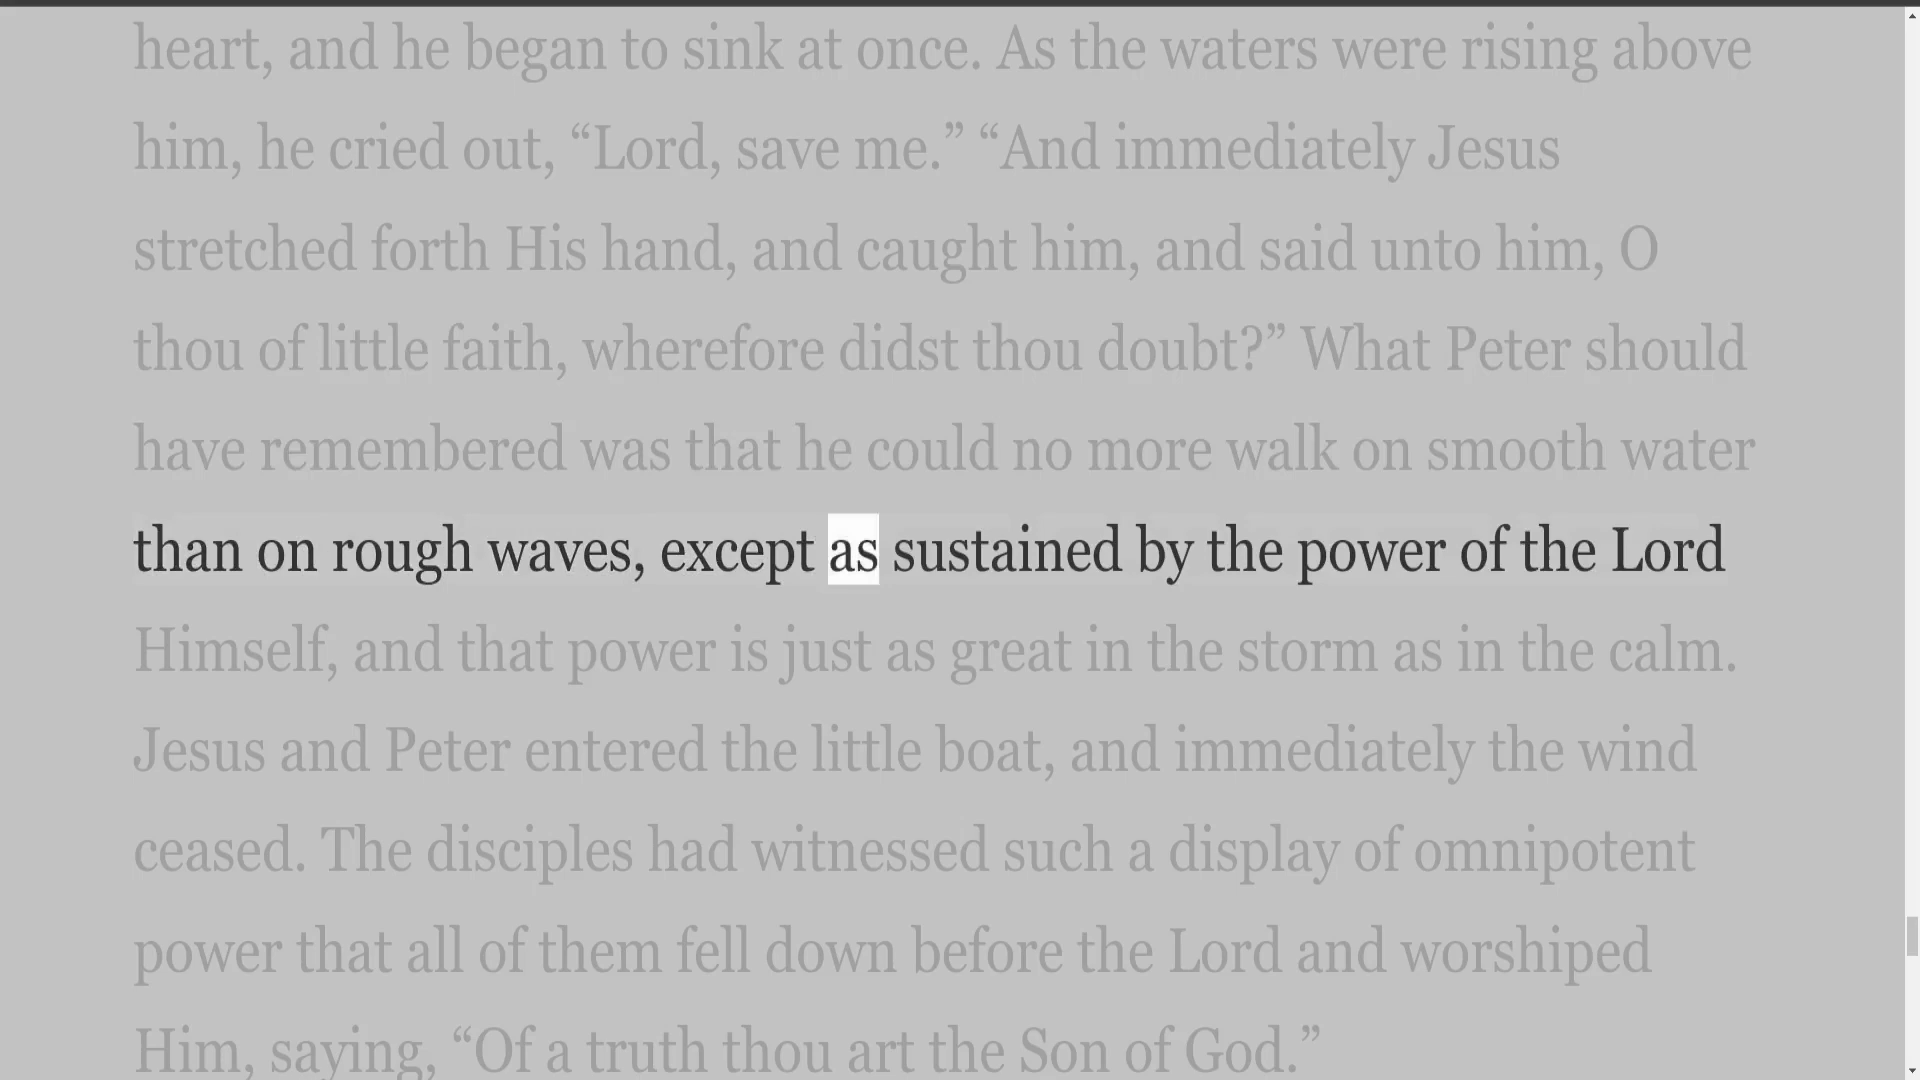 heart, and he began to sink at once. As the waters were rising above
him, he cried out, “Lord, save me.” “And immediately Jesus
stretched forth His hand, and caught him, and said unto him, O
thou of little faith, wherefore didst thou doubt?” What Peter should
have remembered was that he could no more walk on smooth water
than on rough waves, except as sustained by the power of the Lord
Himself, and that power is just as great in the storm as in the calm.
Jesus and Peter entered the little boat, and immediately the wind
ceased. The disciples had witnessed such a display of omnipotent
power that all of them fell down before the Lord and worshiped
Him, saying, “Of a truth thou art the Son of God.”